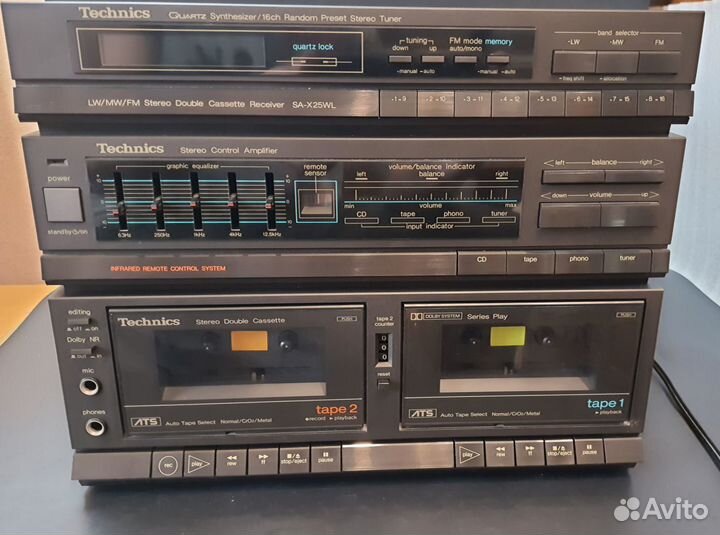 Technics QUARTZ Synthesizer/16ch Random Preset Stereo Tuner
band selector
-LW -MW FM
tuning
down up
FM mode memory
auto/mono
quartz lock
-manual -auto -manual -auto
-freq shift -allocation
LW/MW/FM Stereo Double Cassette Receiver SA-X25WL
1-9 2-10 3-11 4-12 5-13 6-14 7-15 8-16
Technics Stereo Control Amplifier
graphic equalizer
remote sensor
volume/balance indicator
left balance right
left balance right
power
down volume up
min volume max
CD tape phono tuner
input indicator
standby/on
63Hz 250Hz 1kHz 4kHz 12.5kHz
INFRARED REMOTE CONTROL SYSTEM
CD tape phono tuner
editing
off on
Dolby NR
out in
mic
phones
Technics Stereo Double Cassette
PUSH
tape 2 counter
0
0
0
reset
DOLBY SYSTEM Series Play
PUSH
tape 2
record playback
ATS Auto Tape Select Normal/CrO2/Metal
tape 1
playback
ATS Auto Tape Select Normal/CrO2/Metal
rec play rew ff stop/eject pause
play rew ff stop/eject pause
Avito